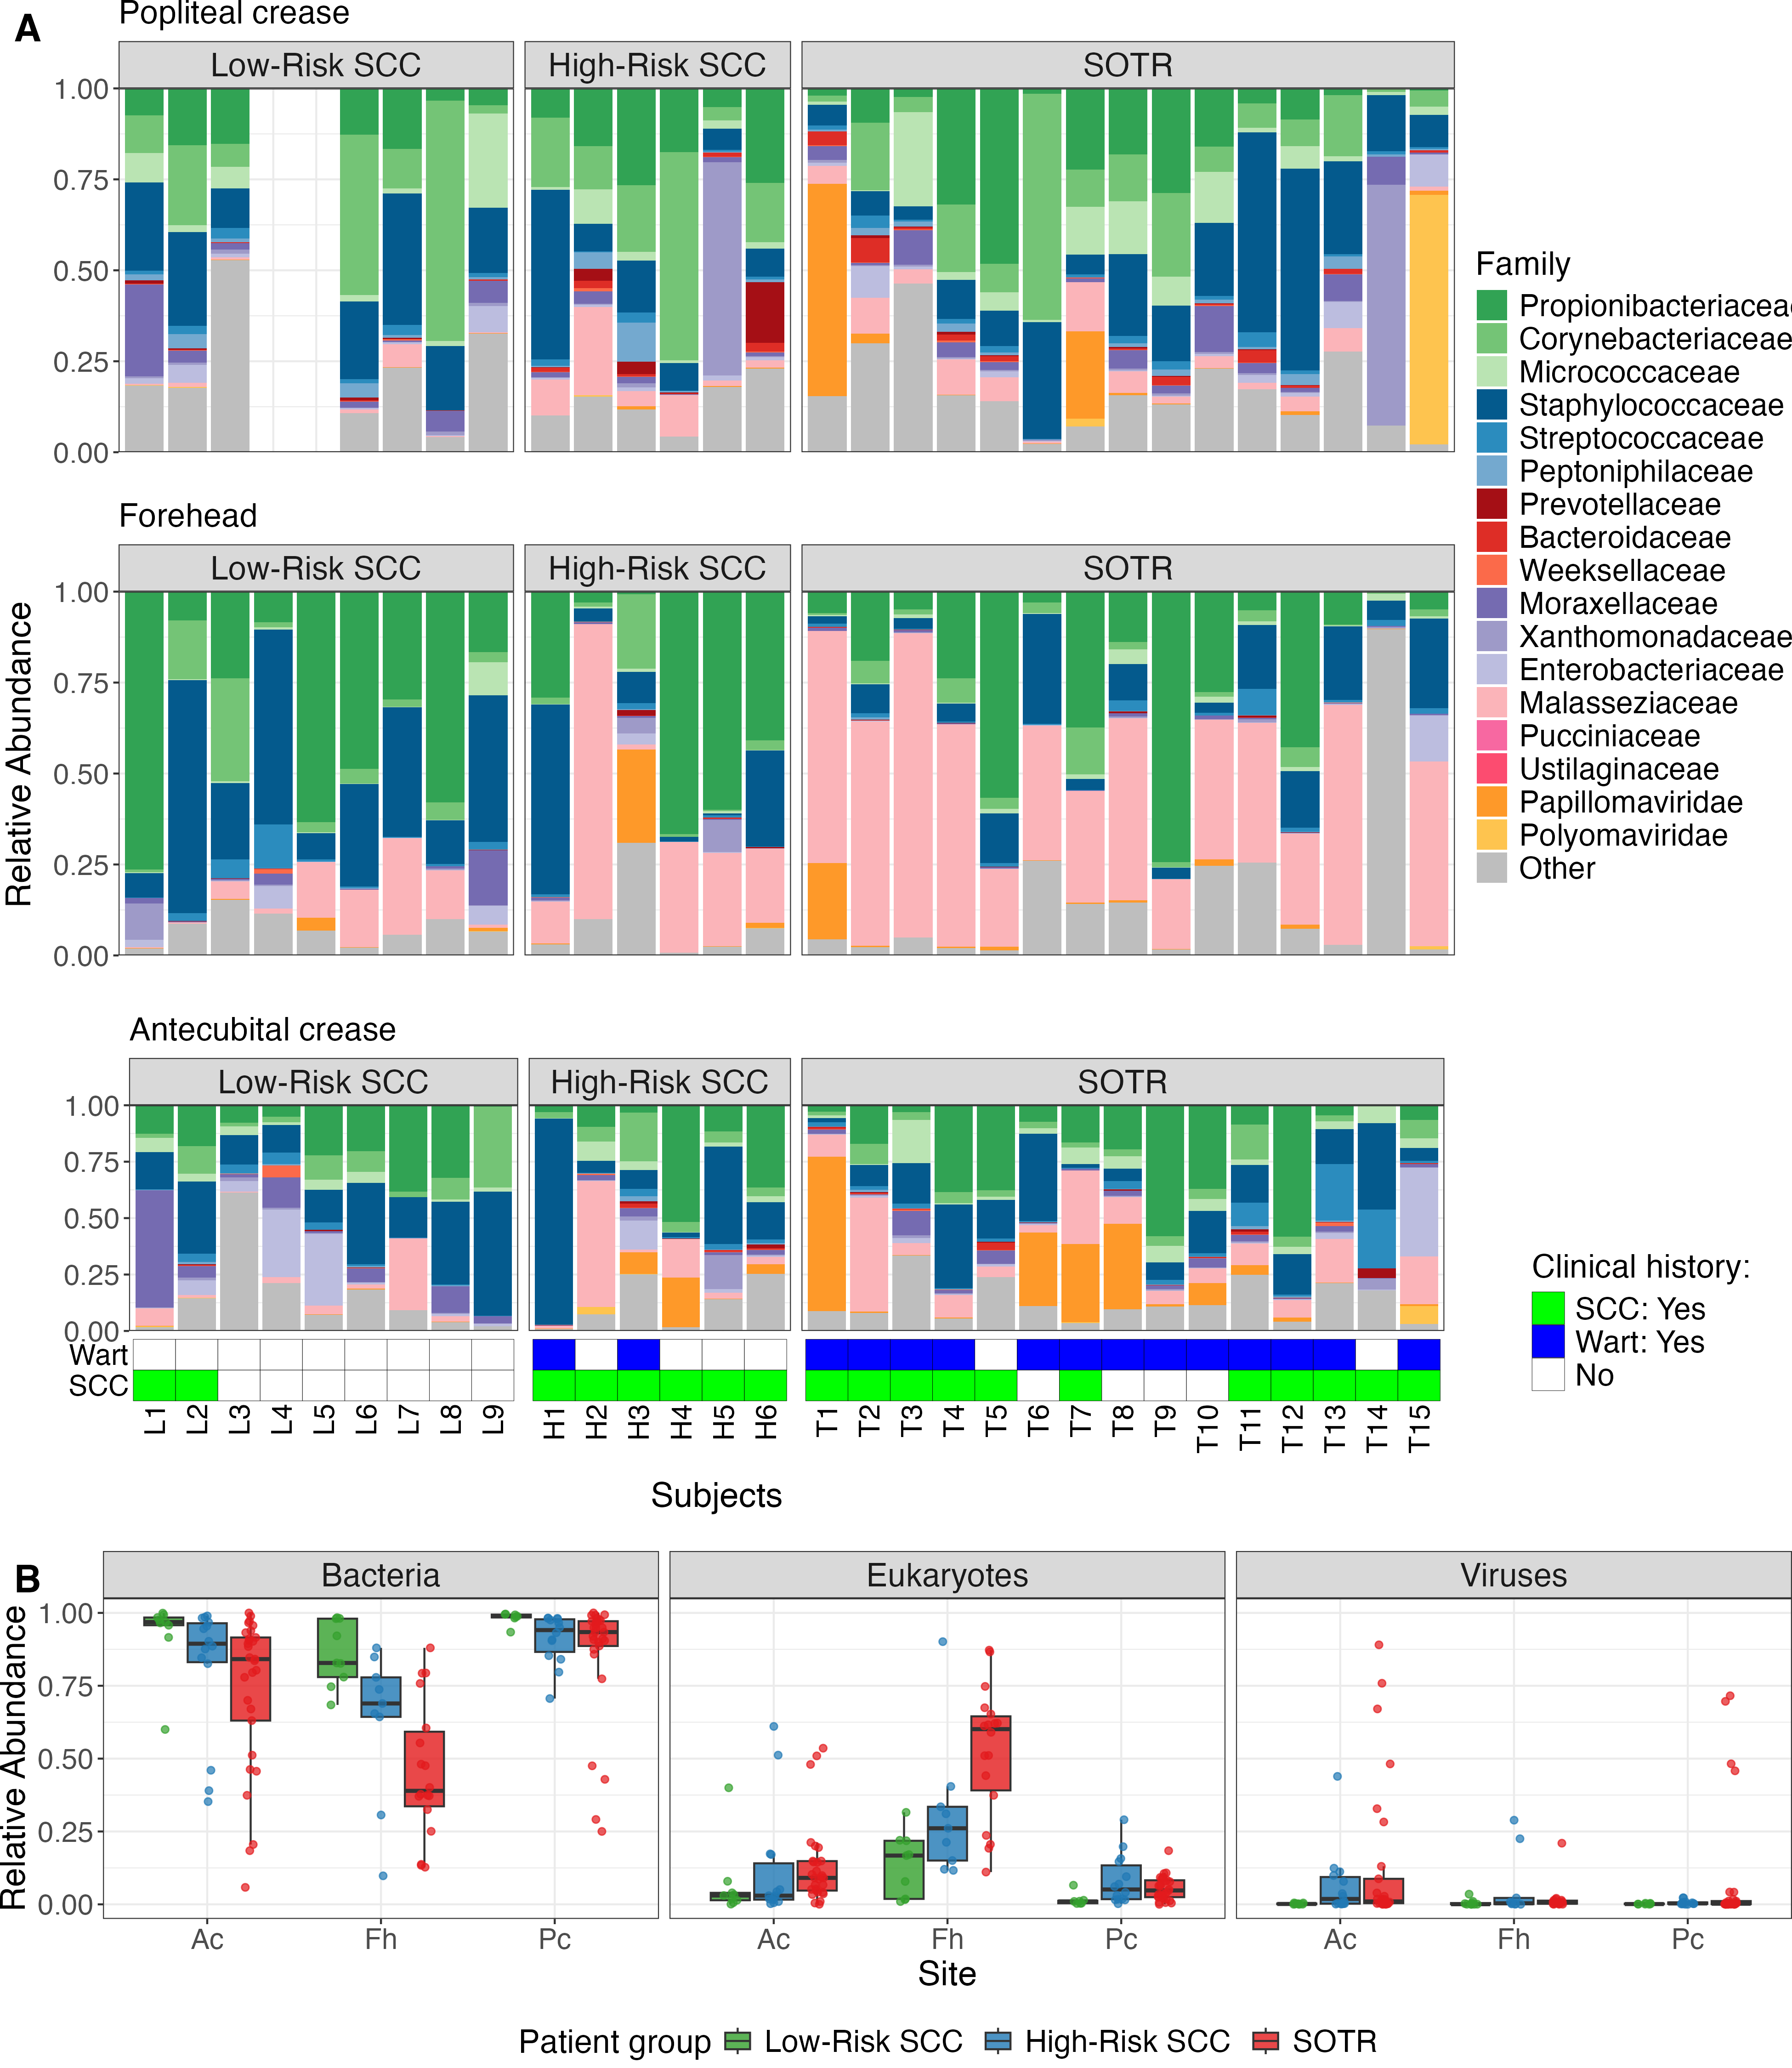 A
Popliteal crease
Low-Risk SCC
High-Risk SCC
SOTR
1.00
0.75
0.50
0.25
0.00
Forehead
Low-Risk SCC
High-Risk SCC
SOTR
1.00
0.75
0.50
0.25
0.00
Relative Abundance
Antecubital crease
Low-Risk SCC
High-Risk SCC
SOTR
1.00
0.75
0.50
0.25
0.00
Wart
SCC
L1 L2 L3 L4 L5 L6 L7 L8 L9 H1 H2 H3 H4 H5 H6 T1 T2 T3 T4 T5 T6 T7 T8 T9 T10 T11 T12 T13 T14 T15
Subjects
Family
Propionibacteriaceae
Corynebacteriaceae
Micrococcaceae
Staphylococcaceae
Streptococcaceae
Peptoniphilaceae
Prevotellaceae
Bacteroidaceae
Weeksellaceae
Moraxellaceae
Xanthomonadaceae
Enterobacteriaceae
Malasseziaceae
Pucciniaceae
Ustilaginaceae
Papillomaviridae
Polyomaviridae
Other
Clinical history:
SCC: Yes
Wart: Yes
No
B
Bacteria
Eukaryotes
Viruses
1.00
0.75
0.50
0.25
0.00
Relative Abundance
Ac Fh Pc Ac Fh Pc Ac Fh Pc
Site
Patient group Low-Risk SCC High-Risk SCC SOTR